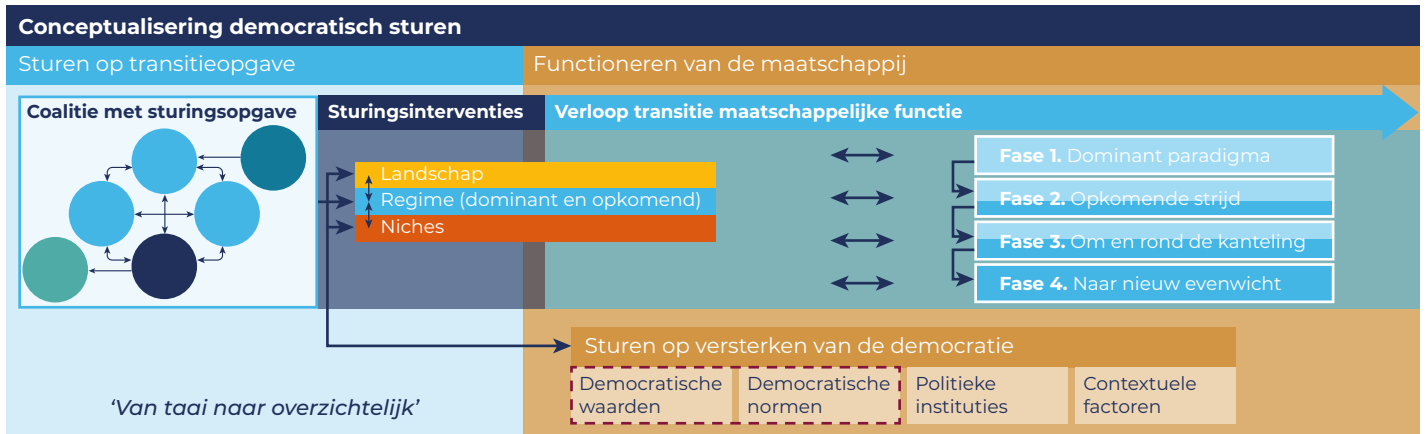 Conceptualisering democratisch sturen
Sturen op transitieopgave
Functioneren van de maatschappij
Coalitie met sturingsopgave
Sturingsinterventies
Verloop transitie maatschappelijke functie
Landschap
Regime (dominant en opkomend)
Niches
Fase 1. Dominant paradigma
Fase 2. Opkomende strijd
Fase 3. Om en rond de kanteling
Fase 4. Naar nieuw evenwicht
Sturen op versterken van de democratie
Democratische
waarden
Democratische
normen
Politieke
instituties
Contextuele
factoren
‘Van taai naar overzichtelijk’